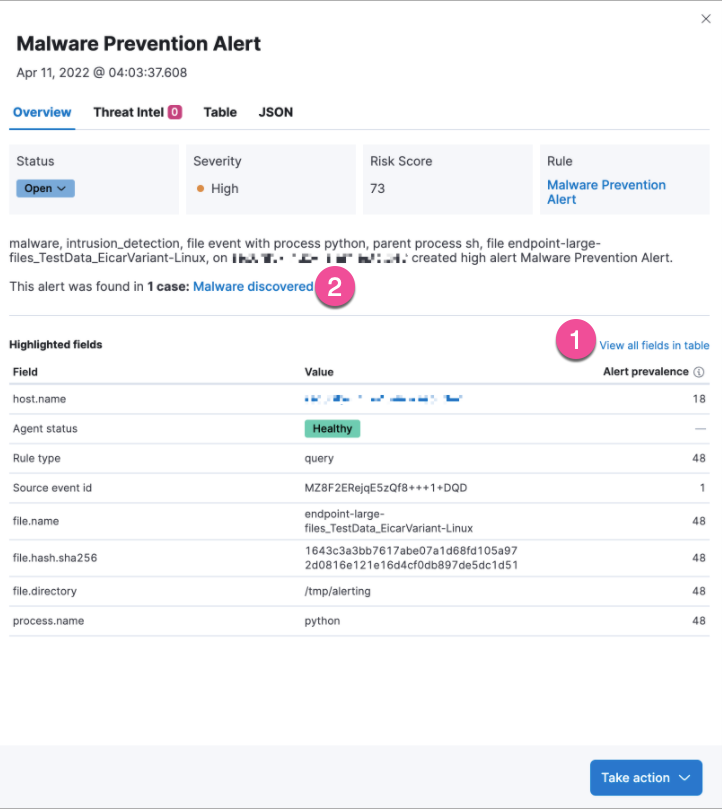 Malware Prevention Alert
Apr 11, 2022 @ 04:03:37.608
Overview Threat Intel 0 Table JSON
Status Severity Risk Score Rule
Open High 73 Malware Prevention
Alert
malware, intrusion_detection, file event with process python, parent process sh, file endpoint-large-
files_TestData_EicarVariant-Linux, on created high alert Malware Prevention Alert.
This alert was found in 1 case: Malware discovered 2
1
Highlighted fields View all fields in table
Field Value Alert prevalence
host.name 18
Agent status Healthy —
Rule type query 48
Source event id MZ8F2ERejqE5zQf8+++1+DQD 1
file.name endpoint-large-
files_TestData_EicarVariant-Linux 48
file.hash.sha256 1643c3a3bb7617abe07a1d68fd105a97
2d0816e121e16d4cf0db897de5dc1d51 48
file.directory /tmp/alerting 48
process.name python 48
Take action